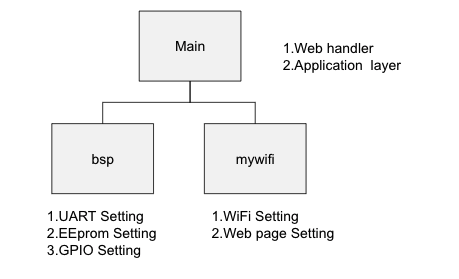 Main
1.Web handler
2.Application layer
bsp
mywifi
1.UART Setting
2.EEprom Setting
3.GPIO Setting
1.WiFi Setting
2.Web page Setting